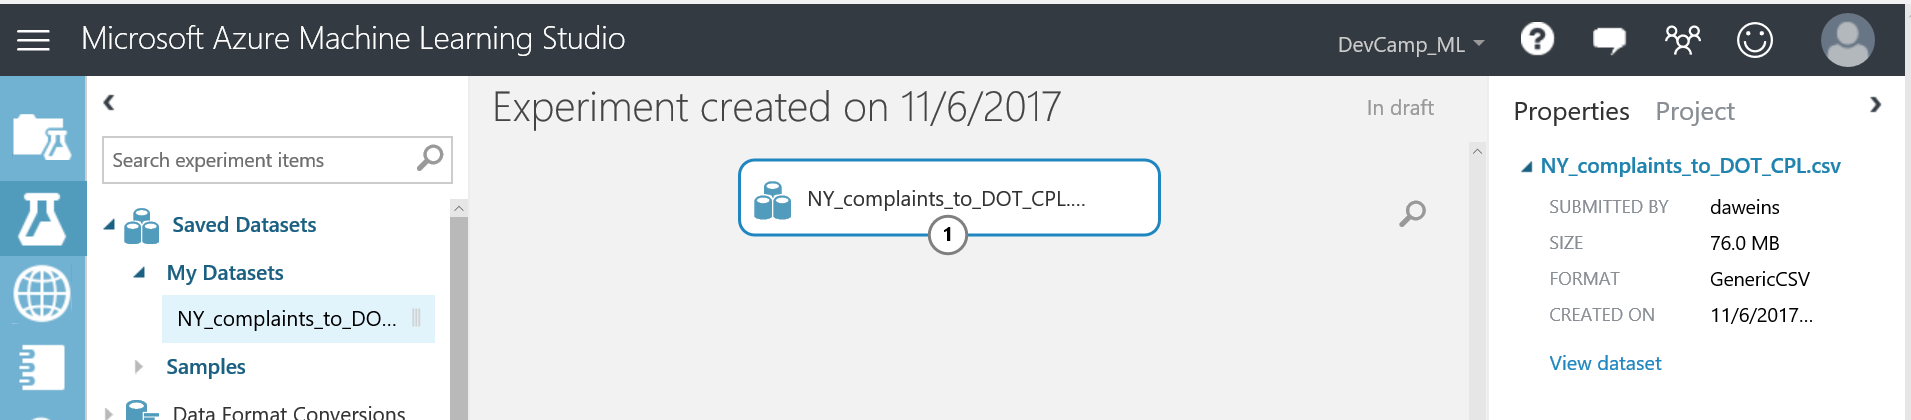 Microsoft Azure Machine Learning Studio
DevCamp_ML
?
Search experiment items
Saved Datasets
My Datasets
NY_complaints_to_DO...
Samples
Data Format Conversions
Experiment created on 11/6/2017
In draft
NY_complaints_to_DOT_CPL....
1
Properties Project
NY_complaints_to_DOT_CPL.csv
SUBMITTED BY daweins
SIZE 76.0 MB
FORMAT GenericCSV
CREATED ON 11/6/2017...
View dataset